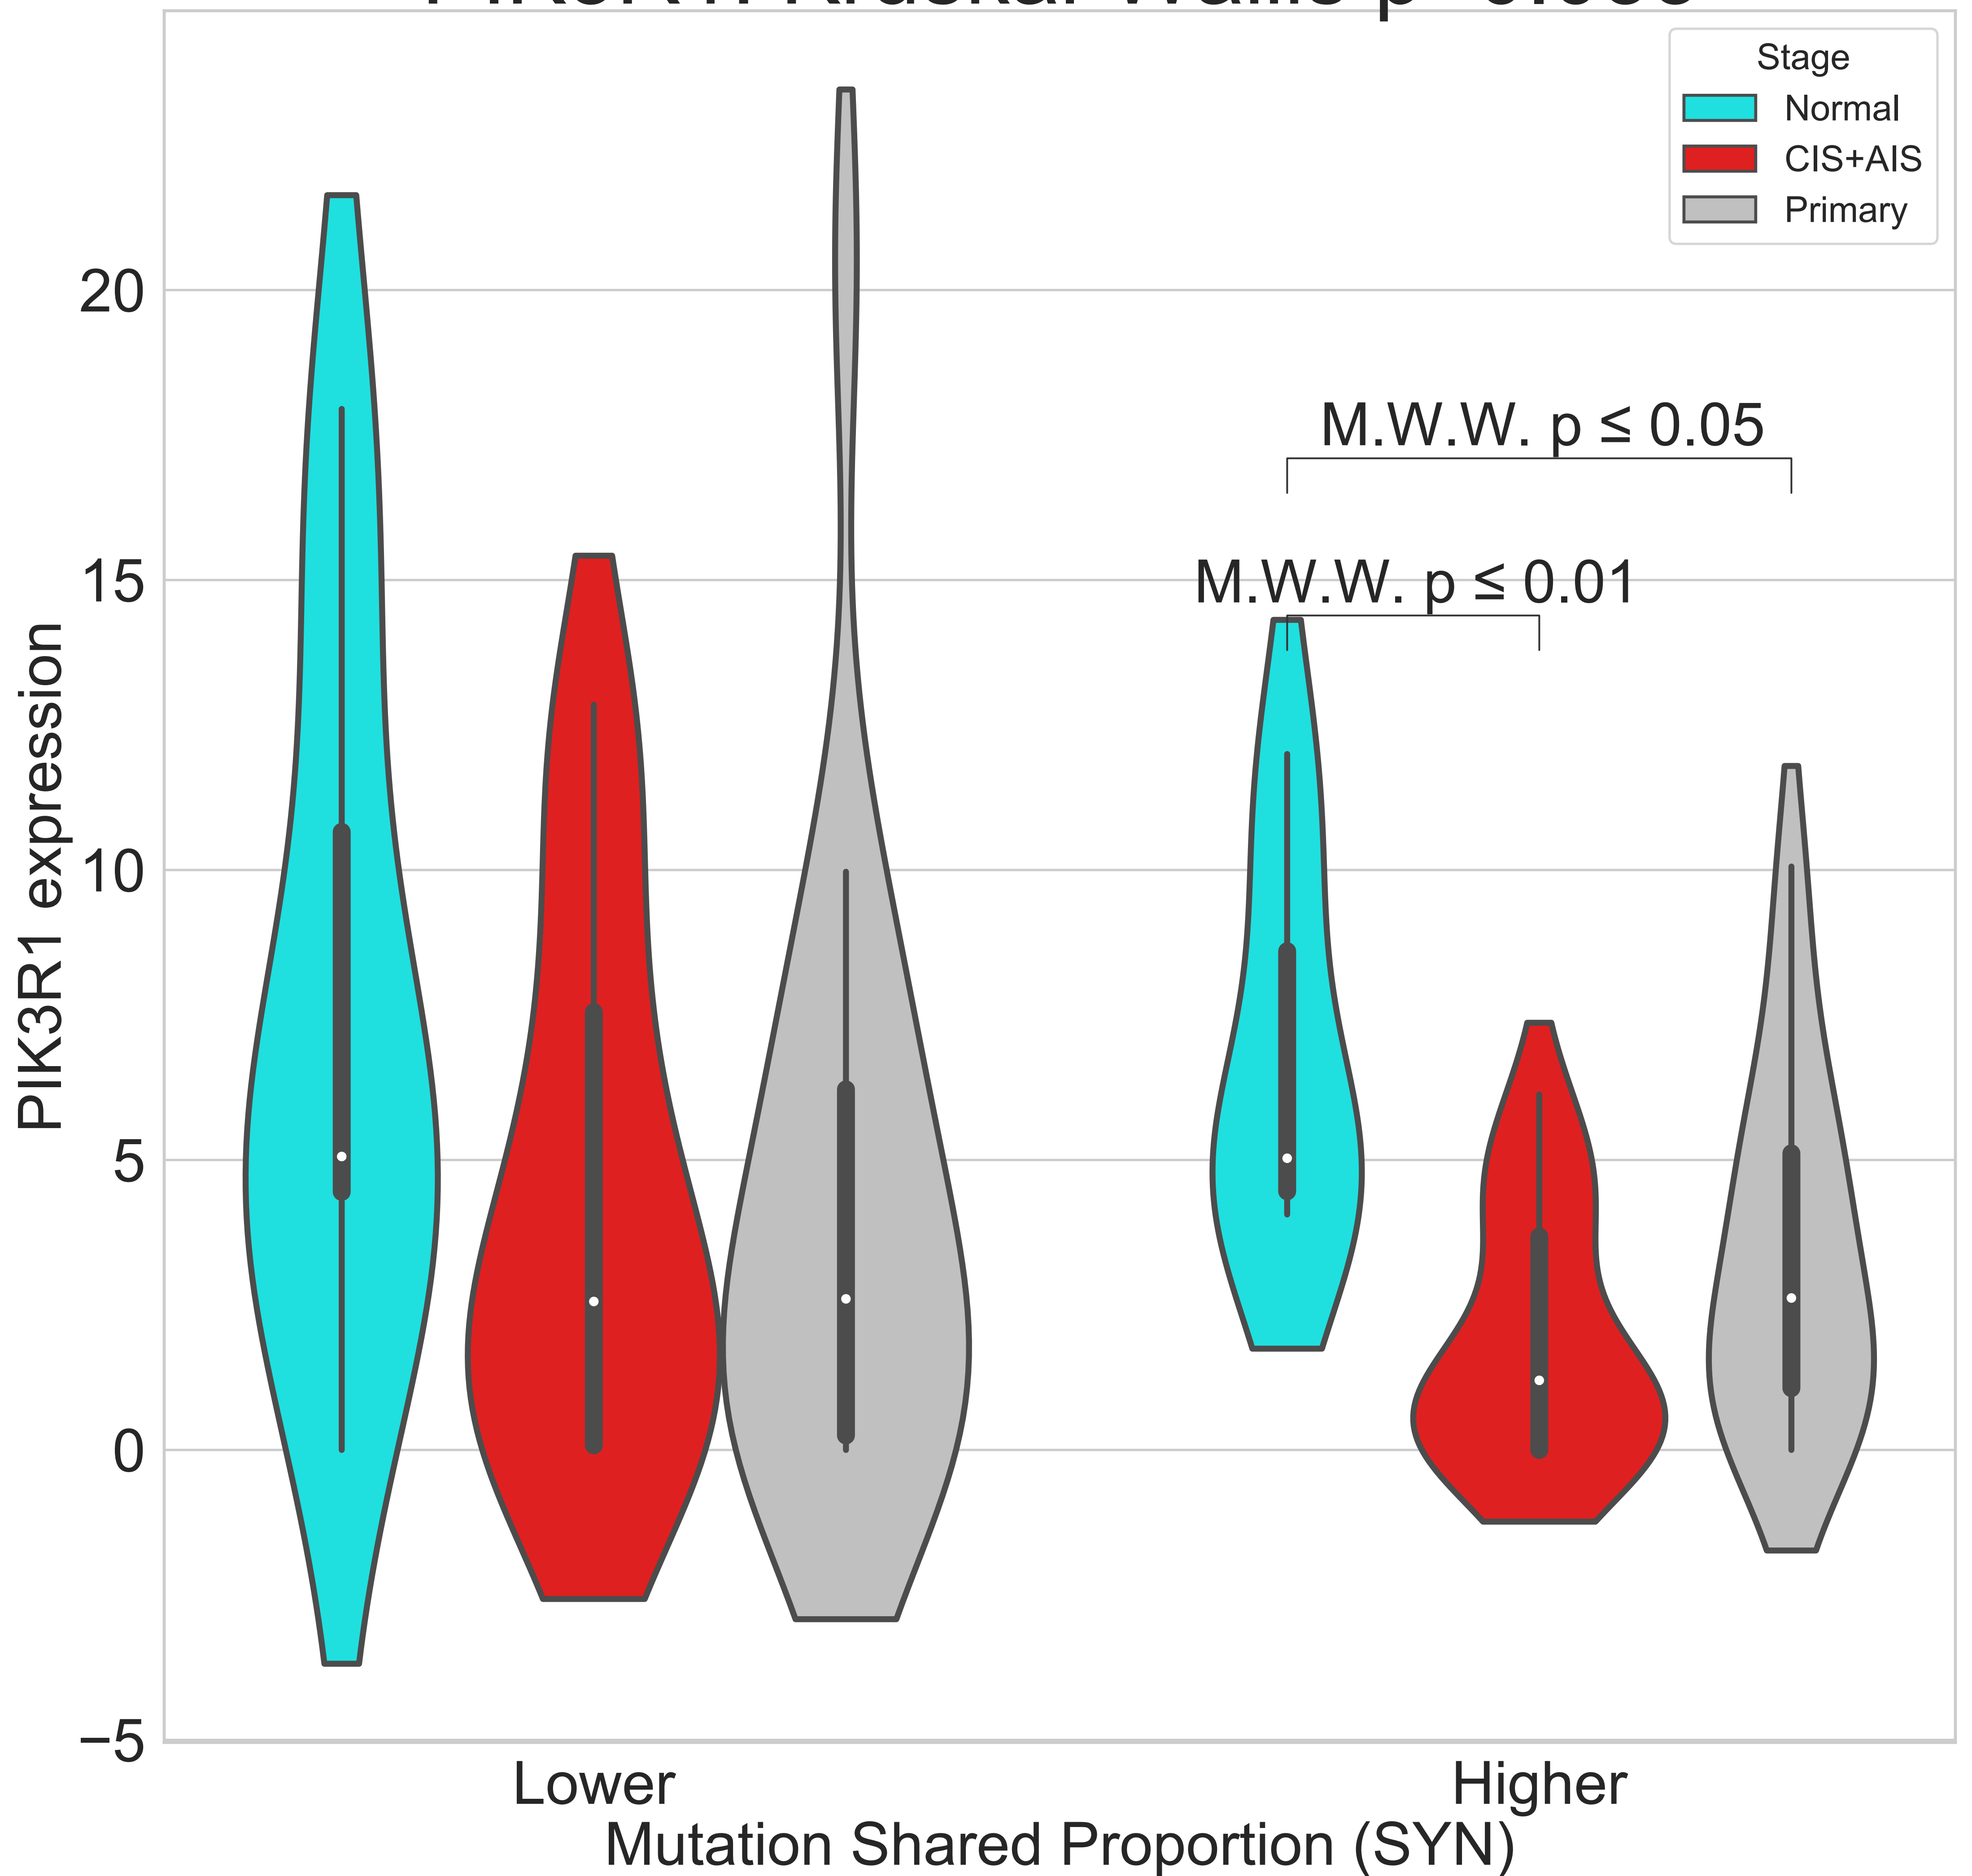 Stage
Normal
CIS+AIS
Primary
20
15
10
5
0
−5
PIK3R1 expression
M.W.W. p ≤ 0.05
M.W.W. p ≤ 0.01
Lower
Higher
Mutation Shared Proportion (SYN)